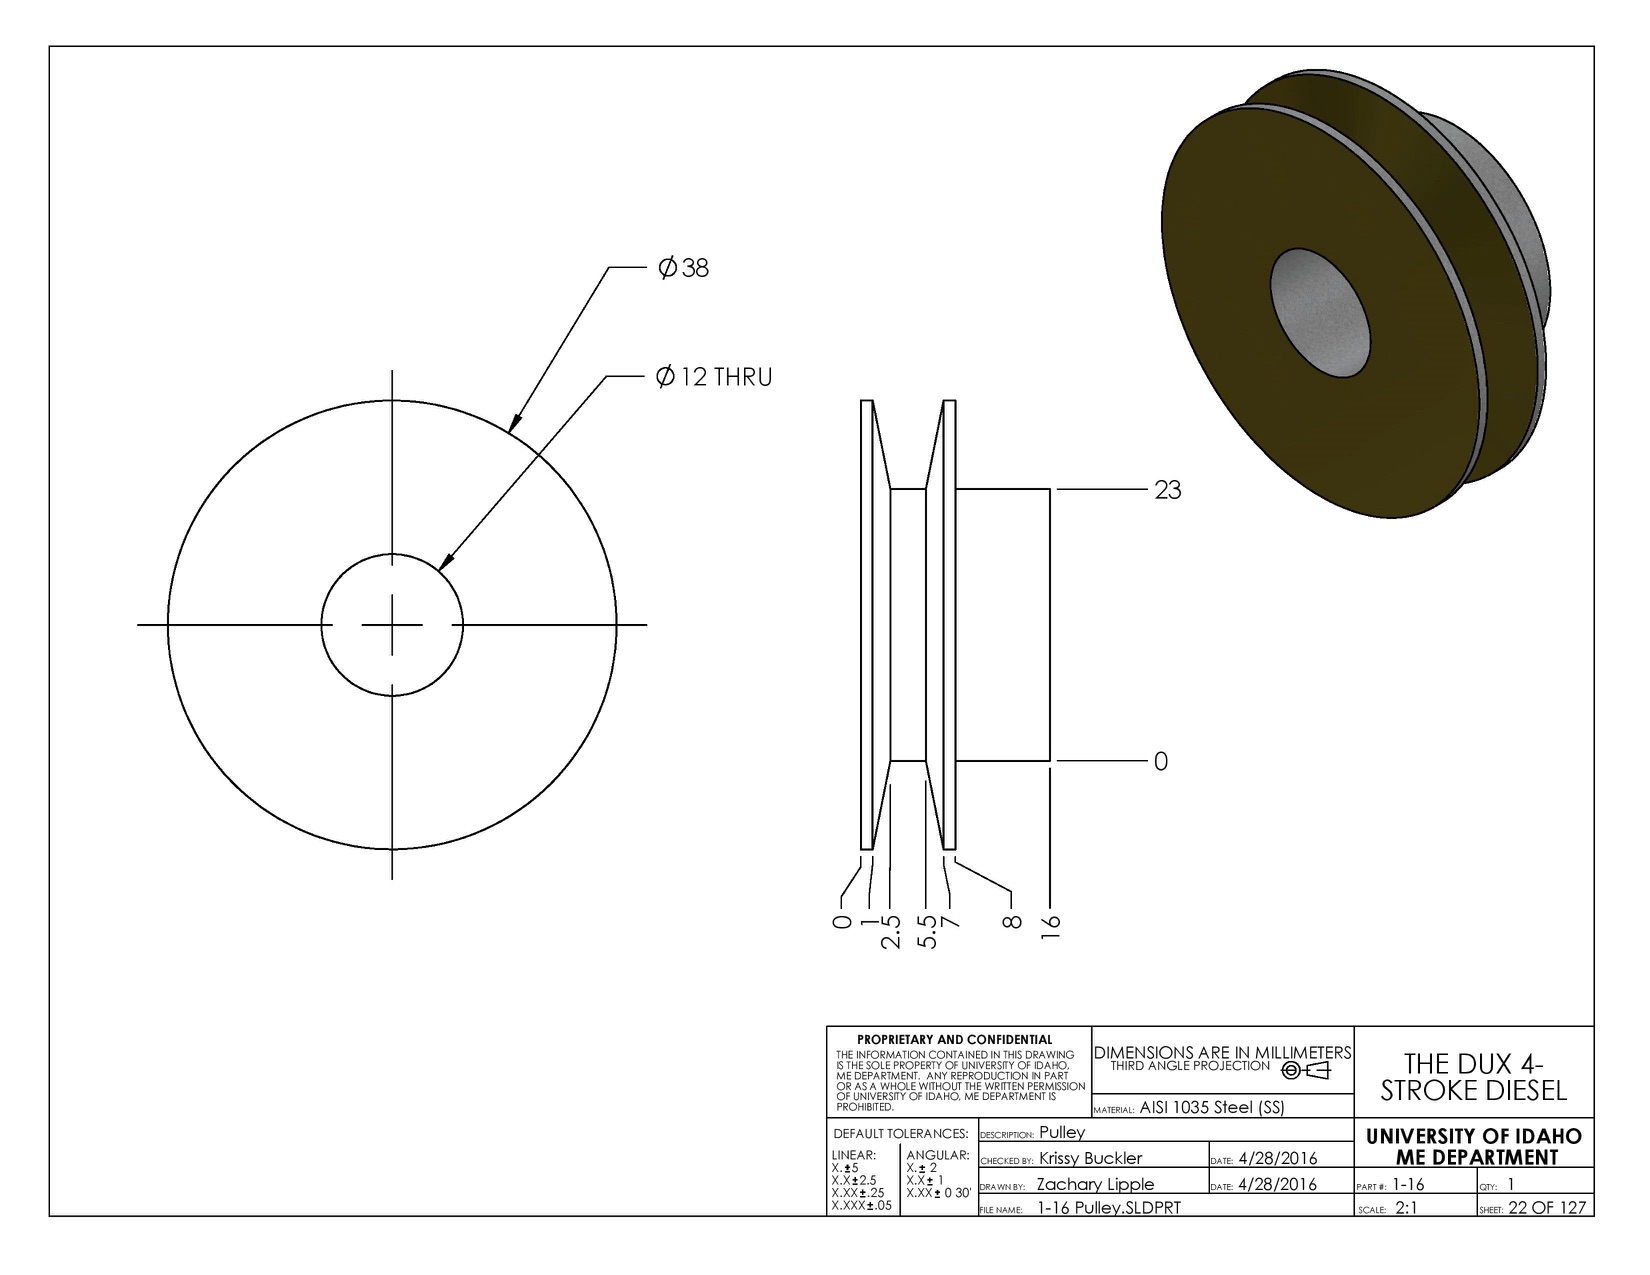 Ø38
Ø12 THRU
23
0
0
1
2.5
5.5
7
8
16
PROPRIETARY AND CONFIDENTIAL
THE INFORMATION CONTAINED IN THIS DRAWING
IS THE SOLE PROPERTY OF UNIVERSITY OF IDAHO,
ME DEPARTMENT. ANY REPRODUCTION IN PART
OR AS A WHOLE WITHOUT THE WRITTEN PERMISSION
OF UNIVERSITY OF IDAHO, ME DEPARTMENT IS
PROHIBITED.
DIMENSIONS ARE IN MILLIMETERS
THIRD ANGLE PROJECTION
MATERIAL: AISI 1035 Steel (SS)
THE DUX 4-
STROKE DIESEL
DEFAULT TOLERANCES:
LINEAR:
X.±5
X.X±2.5
X.XX±.25
X.XXX±.05
ANGULAR:
X.± 2
X.X± 1
X.XX± 0 30'
DESCRIPTION: Pulley
CHECKED BY: Krissy Buckler
DATE: 4/28/2016
DRAWN BY: Zachary Lipple
DATE: 4/28/2016
FILE NAME: 1-16 Pulley.SLDPRT
UNIVERSITY OF IDAHO
ME DEPARTMENT
PART #: 1-16
QTY: 1
SCALE: 2:1
SHEET: 22 OF 127